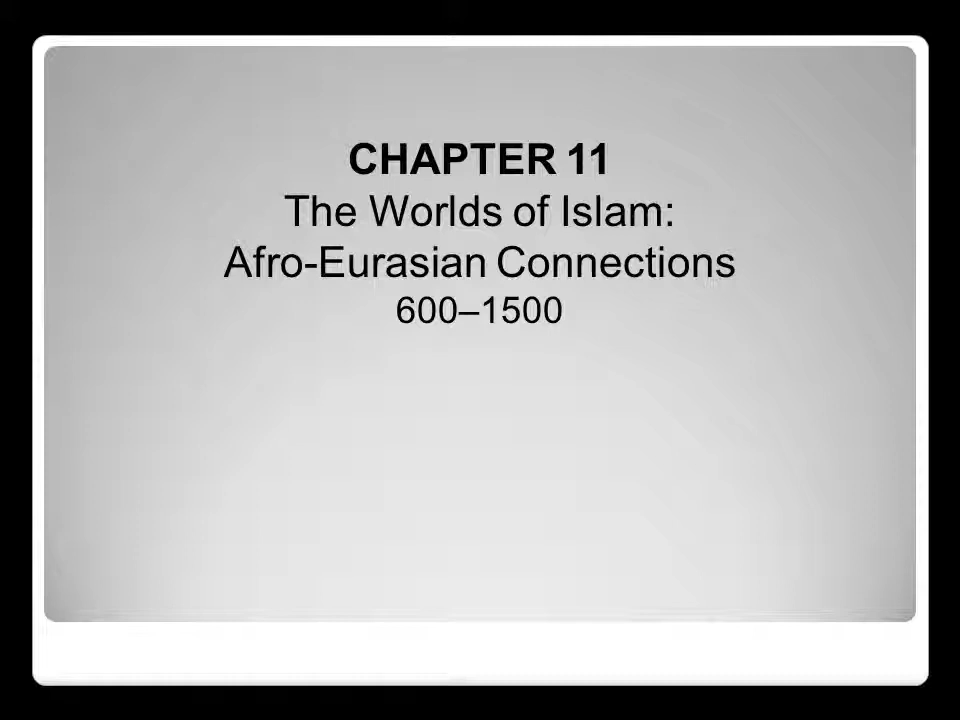 CHAPTER 11
The Worlds of Islam:
Afro-Eurasian Connections
600–1500